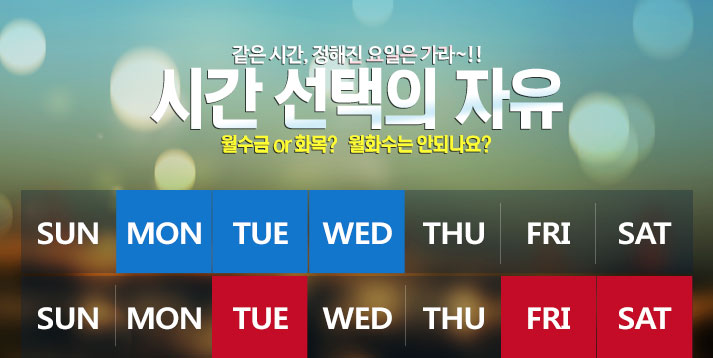 같은 시간, 정해진 요일은 가라~!!
시간 선택의 자유
월수금 or 화목? 월화수는 안되나요?
SUN MON TUE WED THU FRI SAT
SUN MON TUE WED THU FRI SAT